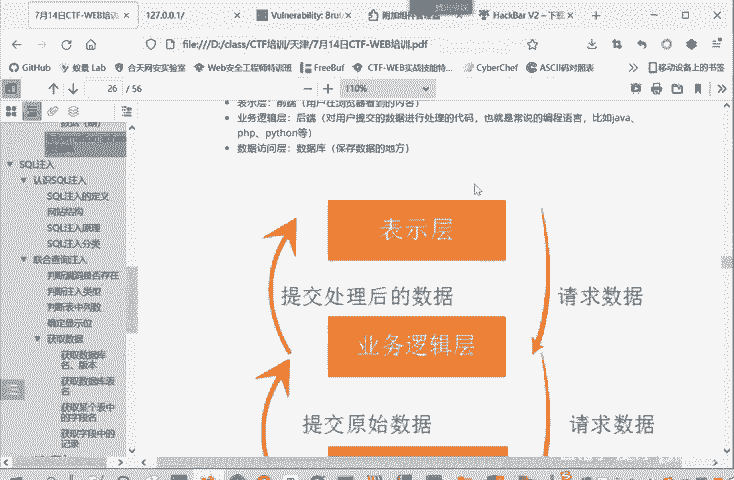 7月14日CTF-WEB培训
127.0.0.1/
Vulnerability: Bru
附加组件管理器
HackBar V2 – 下载
file:///D:/class/CTF培训/天津/7月14日CTF-WEB培训.pdf
GitHub
蚁景 Lab
合天网安实验室
Web安全工程师特训班
FreeBuf
CTF-WEB实战技能特...
CyberChef
ASCII码对照表
移动设备上的书签
26 / 56
110%
表示层：前端（用户在浏览器看到的内容）
业务逻辑层：后端（对用户提交的数据进行处理的代码，也就是常说的编程语言，比如java、
php、python等）
数据访问层：数据库（保存数据的地方）
SQL注入
认识SQL注入
SQL注入的定义
网站结构
SQL注入原理
SQL注入分类
联合查询注入
判断漏洞是否存在
判断注入类型
判断表中列数
确定显示位
获取数据
获取数据库
名、版本
获取数据库表
名
获取某个表中
的字段名
获取字段中的
记录
表示层
提交处理后的数据
请求数据
业务逻辑层
提交原始数据
请求数据